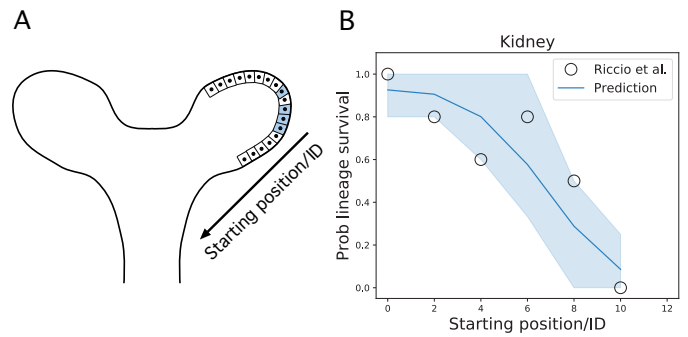 A
Starting position/ID
B
Kidney
Riccio et al.
Prediction
Prob lineage survival
1.0
0.8
0.6
0.4
0.2
0.0
0 2 4 6 8 10 12
Starting position/ID